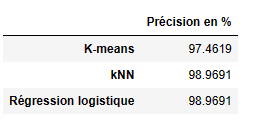 Précision en %
K-means 97.4619
kNN 98.9691
Régression logistique 98.9691